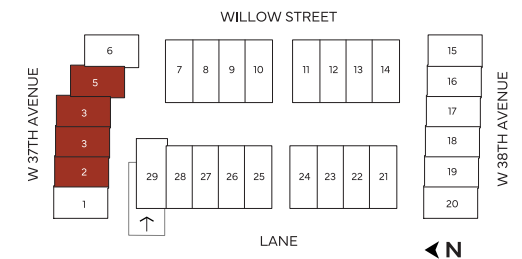 WILLOW STREET
6
5
3
3
2
1
7 8 9 10
11 12 13 14
15
16
17
18
19
20
29 28 27 26 25
24 23 22 21
W 37TH AVENUE
W 38TH AVENUE
LANE
N